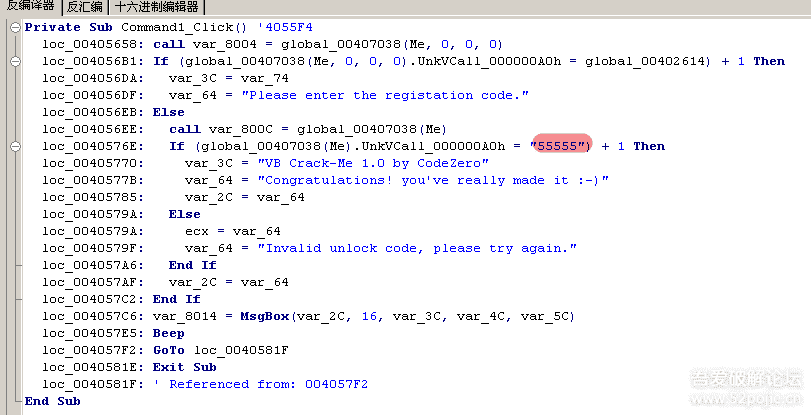 反编译器 反汇编 十六进制编辑器
Private Sub Command1_Click() '4055F4
loc_00405658: call var_8004 = global_00407038(Me, 0, 0, 0)
loc_004056B1: If (global_00407038(Me, 0, 0, 0).UnkVCall_000000A0h = global_00402614) + 1 Then
loc_004056DA: var_3C = var_74
loc_004056DF: var_64 = "Please enter the registation code."
loc_004056EB: Else
loc_004056EE: call var_800C = global_00407038(Me)
loc_0040576E: If (global_00407038(Me).UnkVCall_000000A0h = "55555") + 1 Then
loc_00405770: var_3C = "VB Crack-Me 1.0 by CodeZero"
loc_0040577B: var_64 = "Congratulations! you've really made it :-)"
loc_00405785: var_2C = var_64
loc_0040579A: Else
loc_0040579A: ecx = var_64
loc_0040579F: var_64 = "Invalid unlock code, please try again."
loc_004057A6: End If
loc_004057AF: var_2C = var_64
loc_004057C2: End If
loc_004057C6: var_8014 = MsgBox(var_2C, 16, var_3C, var_4C, var_5C)
loc_004057E5: Beep
loc_004057F2: GoTo loc_0040581F
loc_0040581E: Exit Sub
loc_0040581F: ' Referenced from: 004057F2
End Sub
吾爱破解论坛
www.52pojie.cn